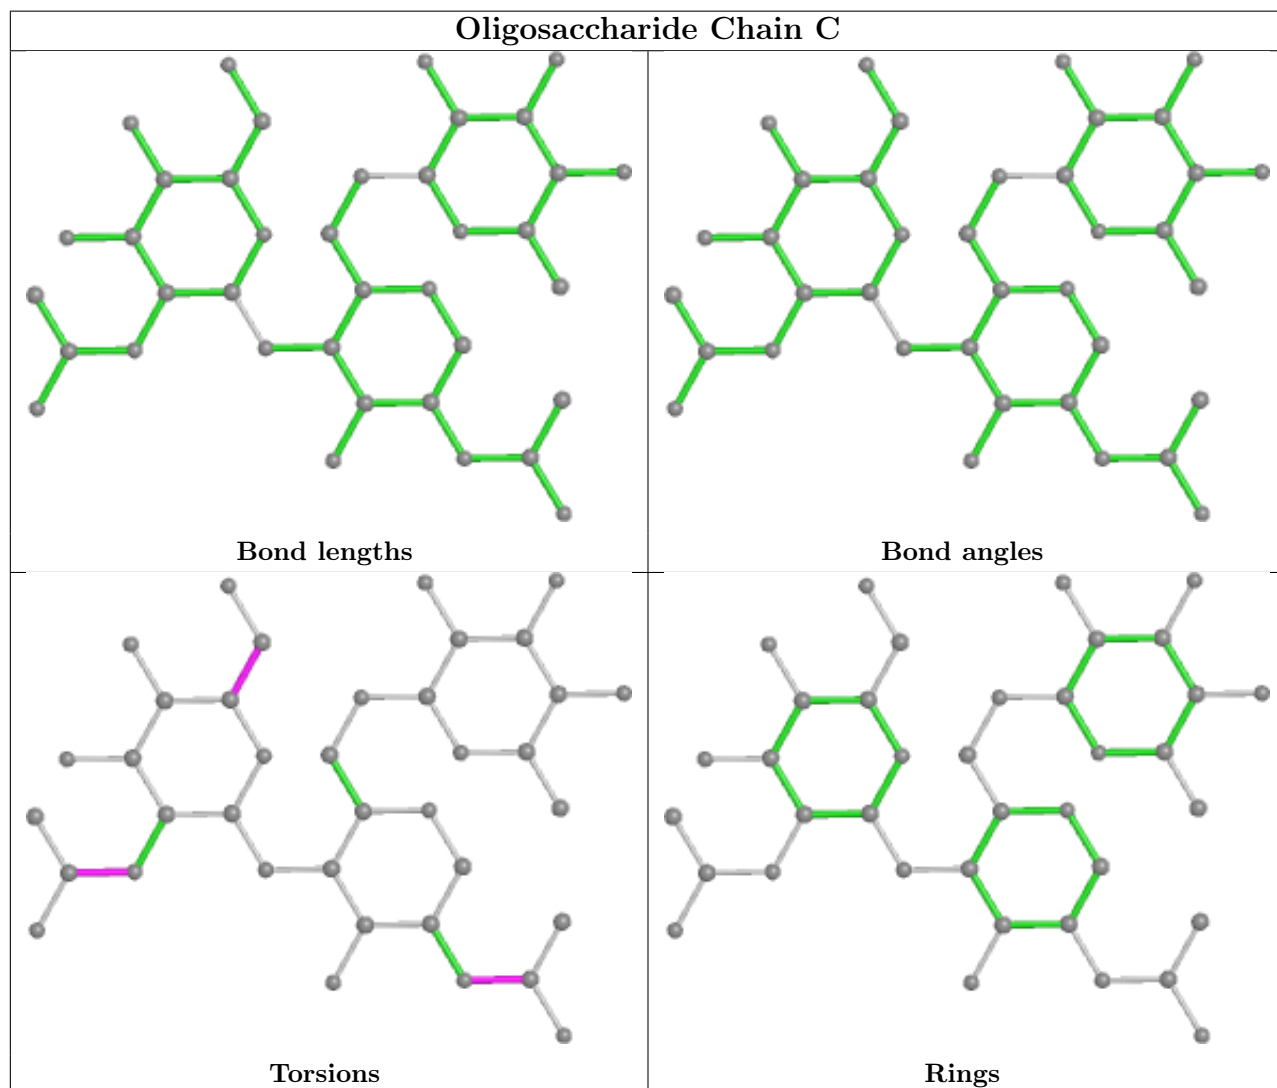 Oligosaccharide Chain C
Bond lengths
Bond angles
Torsions
Rings